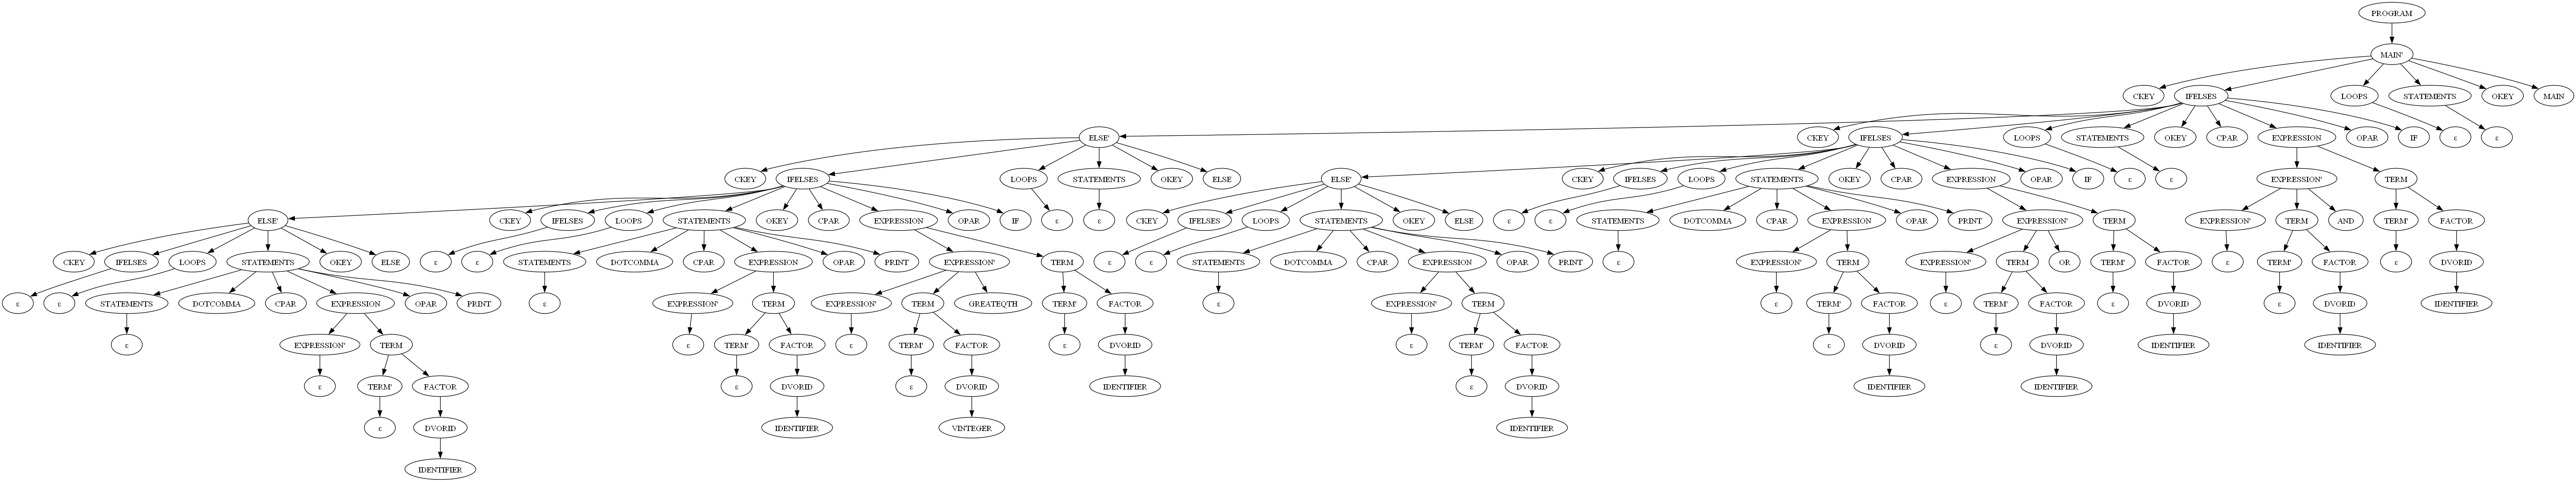 PROGRAM
MAIN'
CKEY IFELSES LOOPS STATEMENTS OKEY MAIN
ELSE' CKEY IFELSES LOOPS STATEMENTS OKEY CPAR EXPRESSION OPAR IF ε ε
CKEY IFELSES LOOPS STATEMENTS OKEY ELSE ELSE' CKEY IFELSES LOOPS STATEMENTS OKEY CPAR EXPRESSION OPAR IF ε ε EXPRESSION' TERM
ELSE' CKEY IFELSES LOOPS STATEMENTS OKEY CPAR EXPRESSION OPAR IF ε ε CKEY IFELSES LOOPS STATEMENTS OKEY ELSE ε ε STATEMENTS DOTCOMMA CPAR EXPRESSION OPAR PRINT EXPRESSION' TERM EXPRESSION' TERM AND TERM' FACTOR
CKEY IFELSES LOOPS STATEMENTS OKEY ELSE ε ε STATEMENTS DOTCOMMA CPAR EXPRESSION OPAR PRINT EXPRESSION' TERM ε ε STATEMENTS DOTCOMMA CPAR EXPRESSION OPAR PRINT ε EXPRESSION' TERM EXPRESSION' TERM OR TERM' FACTOR ε TERM' FACTOR ε DVORID
ε ε STATEMENTS DOTCOMMA CPAR EXPRESSION OPAR PRINT ε EXPRESSION' TERM EXPRESSION' TERM GREATEQTH TERM' FACTOR ε EXPRESSION' TERM ε TERM' FACTOR ε TERM' FACTOR ε DVORID ε DVORID IDENTIFIER
ε EXPRESSION' TERM ε TERM' FACTOR ε TERM' FACTOR ε DVORID ε TERM' FACTOR ε DVORID ε DVORID IDENTIFIER IDENTIFIER
ε TERM' FACTOR ε DVORID ε DVORID IDENTIFIER ε DVORID IDENTIFIER IDENTIFIER
ε DVORID IDENTIFIER VINTEGER IDENTIFIER
IDENTIFIER